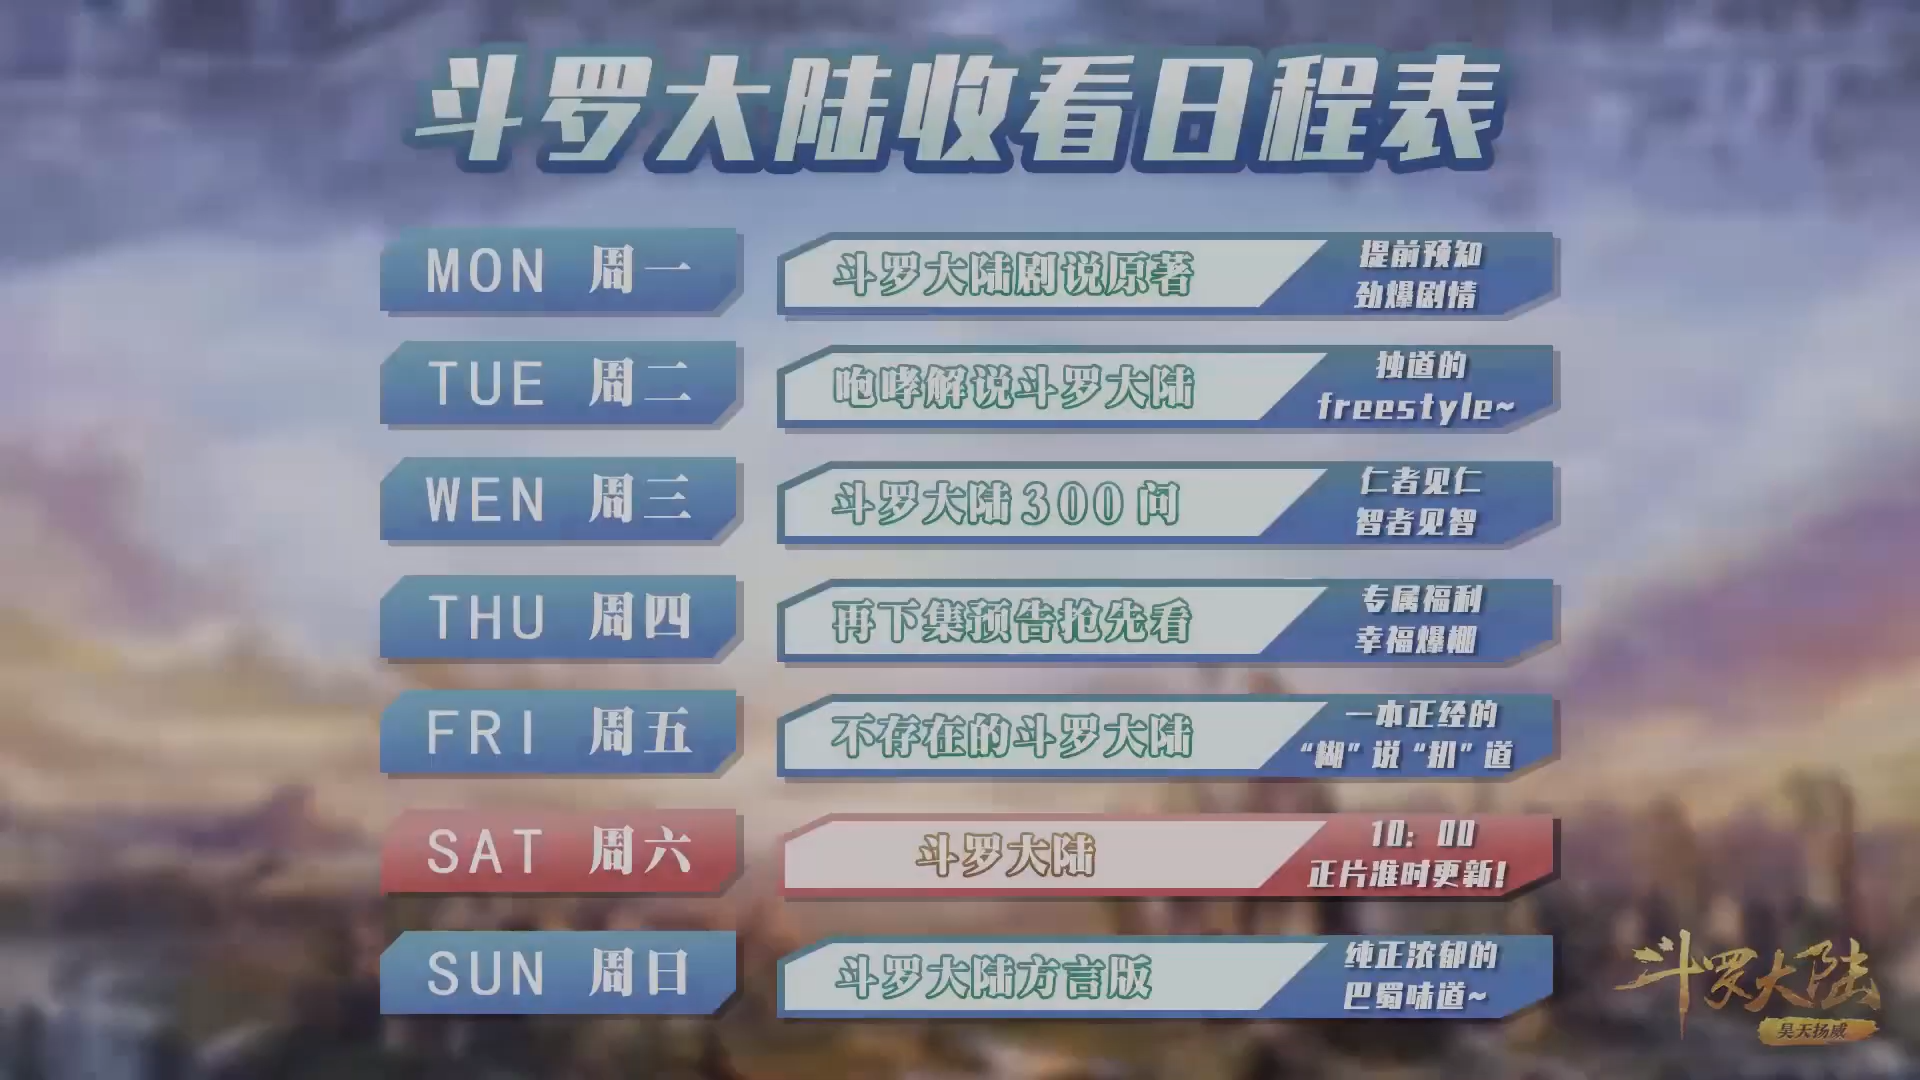 斗罗大陆收看日程表
MON 周一
斗罗大陆剧说原著
提前预知
劲爆剧情
TUE 周二
咆哮解说斗罗大陆
独道的
freestyle~
WEN 周三
斗罗大陆300问
仁者见仁
智者见智
THU 周四
再下集预告抢先看
专属福利
幸福爆棚
FRI 周五
不存在的斗罗大陆
一本正经的
“糊”说“扒”道
SAT 周六
斗罗大陆
10：00
正片准时更新!
SUN 周日
斗罗大陆方言版
纯正浓郁的
巴蜀味道~
斗罗大陆
昊天扬威